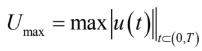 U_max = max|u(t)‖_{t⊂(0,T)}